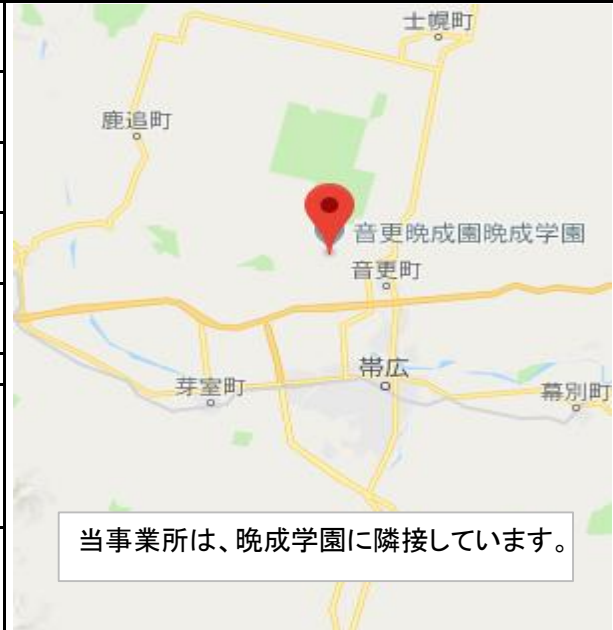 士幌町
鹿追町
音更晩成園晩成学園
音更町
帯広
芽室町
幕別町
当事業所は、晩成学園に隣接しています。